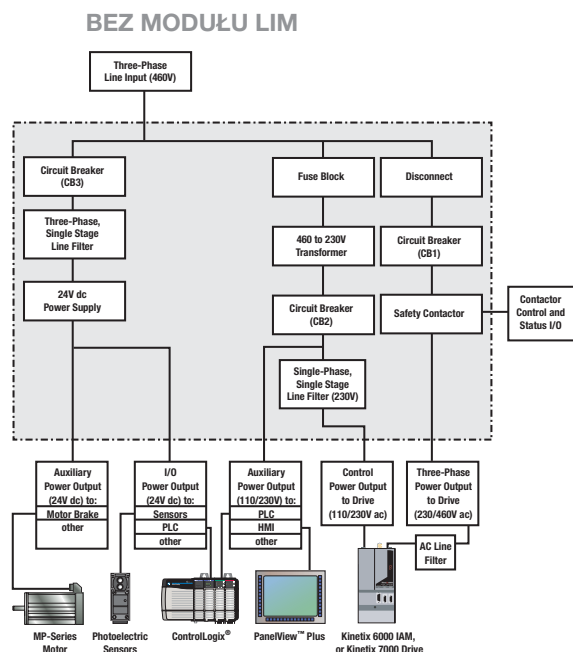 BEZ MODUŁU LIM
Three-Phase
Line Input (460V)
Circuit Breaker
(CB3)
Fuse Block
Disconnect
Three-Phase,
Single Stage
Line Filter
460 to 230V
Transformer
Circuit Breaker
(CB1)
24V dc
Power Supply
Circuit Breaker
(CB2)
Safety Contactor
Contactor
Control and
Status I/O
Single-Phase,
Single Stage
Line Filter (230V)
Auxiliary
Power Output
(24V dc) to:
Motor Brake
other
I/O
Power Output
(24V dc) to:
Sensors
PLC
other
Auxiliary
Power Output
(110/230V) to:
PLC
HMI
other
Control
Power Output
to Drive
(110/230V ac)
Three-Phase
Power Output
to Drive
(230/460V ac)
AC Line
Filter
MP-Series
Motor
Photoelectric
Sensors
ControlLogix®
PanelView™ Plus
Kinetix 6000 IAM,
or Kinetix 7000 Drive